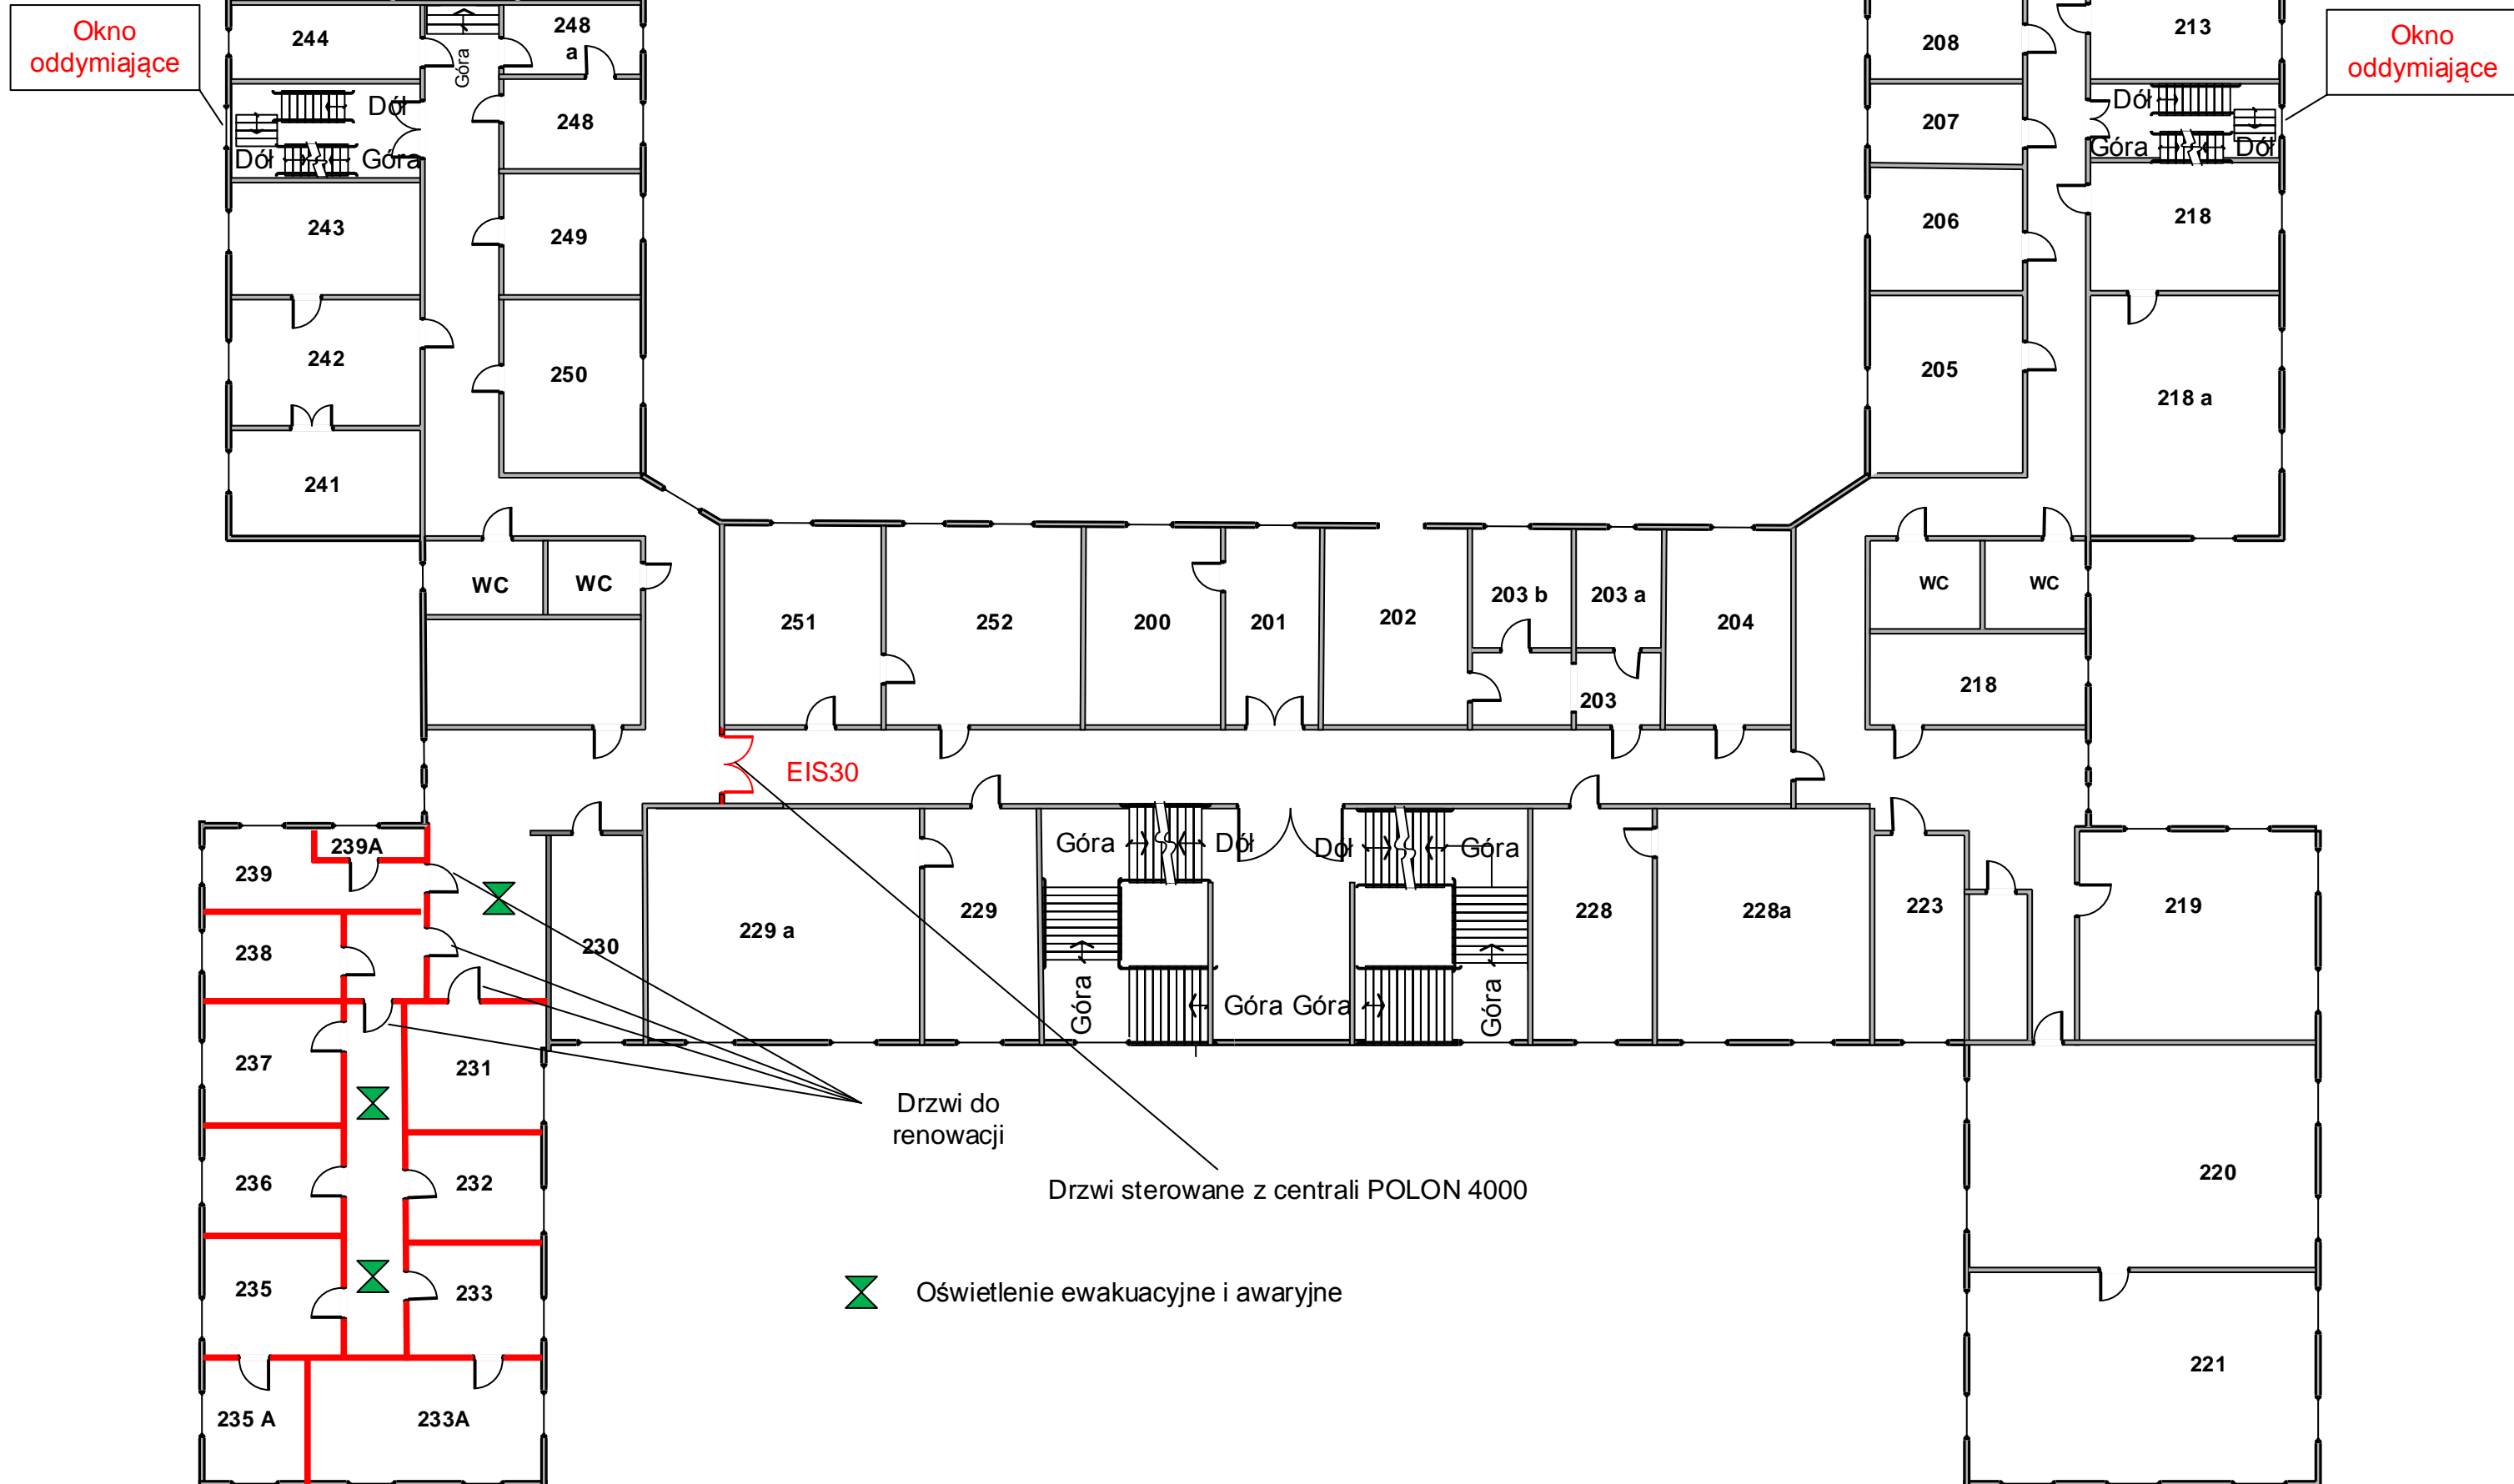 Okno
oddymiające
244
Góra
248
a
208
213
Okno
oddymiające
Dół
248
207
Dół
Dół
Góra
Góra
Dół
243
249
206
218
242
250
205
218 a
241
WC
WC
251
252
200
201
202
203 b
203 a
204
WC
WC
203
218
EIS30
239A
239
Góra
Dół
Dół
Góra
238
230
229 a
229
228
228a
223
219
Góra
Góra
Góra
Góra
237
231
Drzwi do
renowacji
236
232
Drzwi sterowane z centrali POLON 4000
220
235
233
Oświetlenie ewakuacyjne i awaryjne
221
235 A
233A